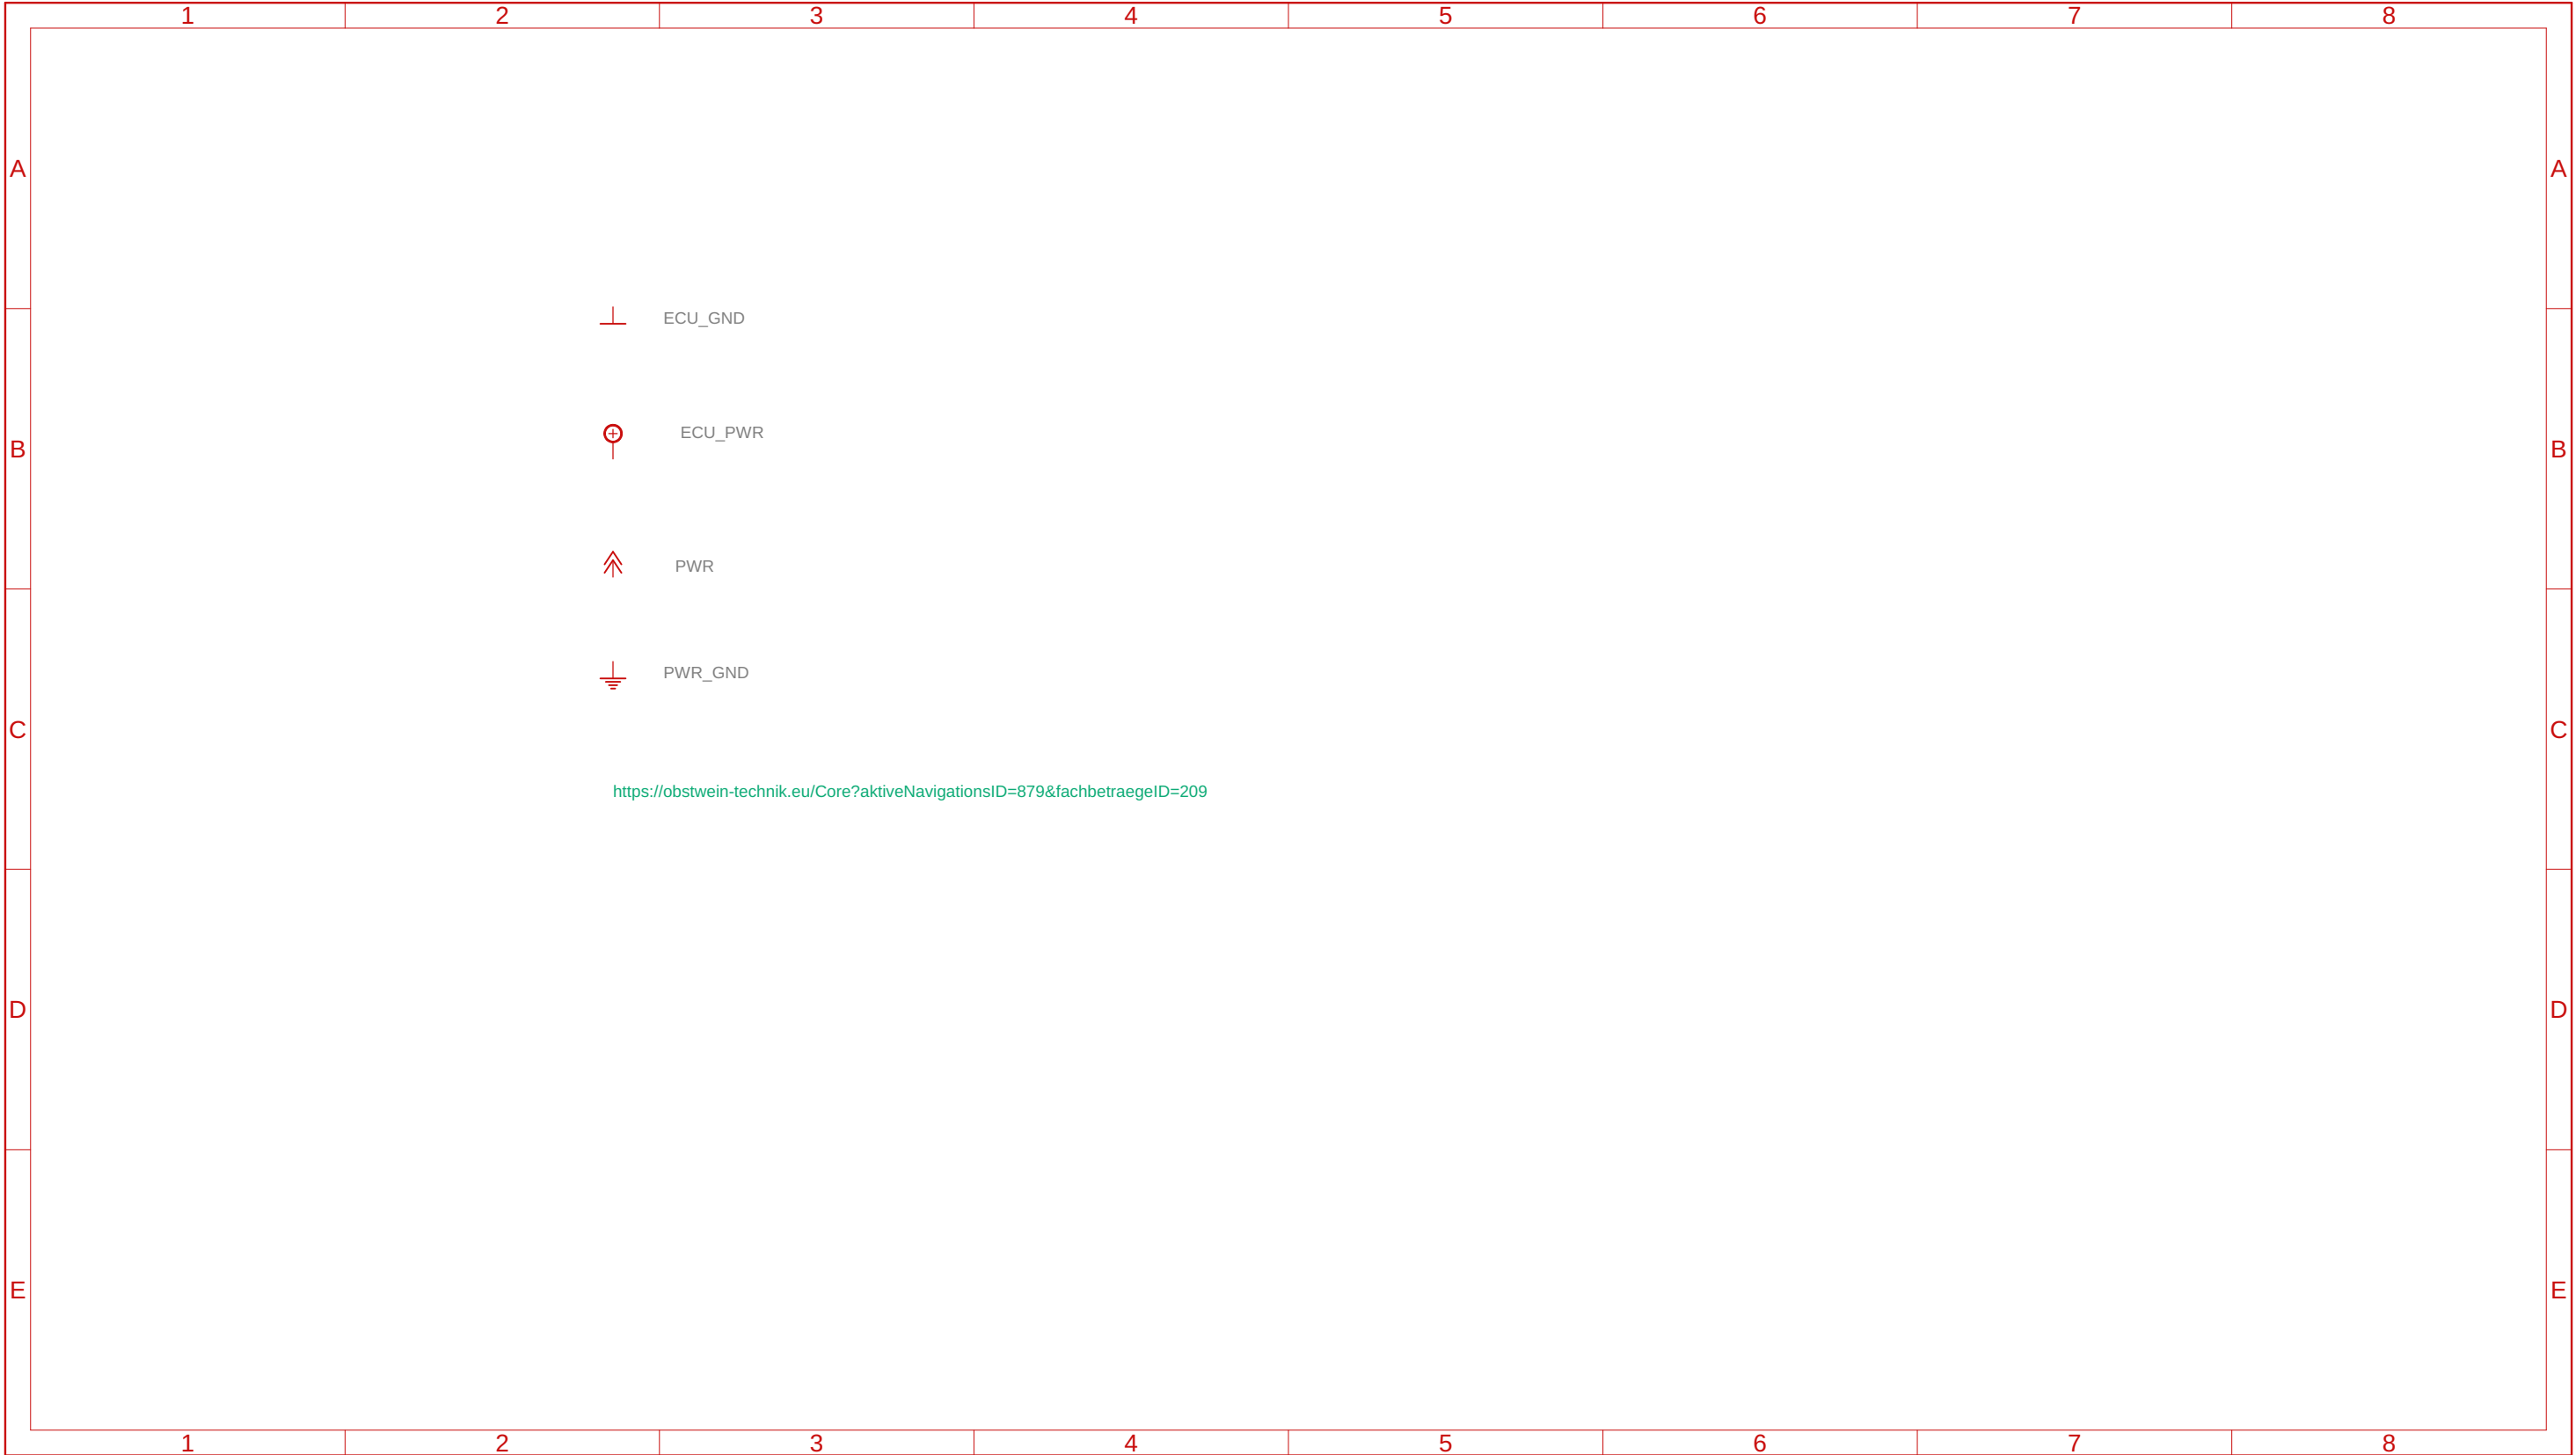 1 2 3 4 5 6 7 8
A A
ECU_GND
ECU_PWR
B B
PWR
PWR_GND
C C
https://obstwein-technik.eu/Core?aktiveNavigationsID=879&fachbetraegeID=209
D D
E E
1 2 3 4 5 6 7 8